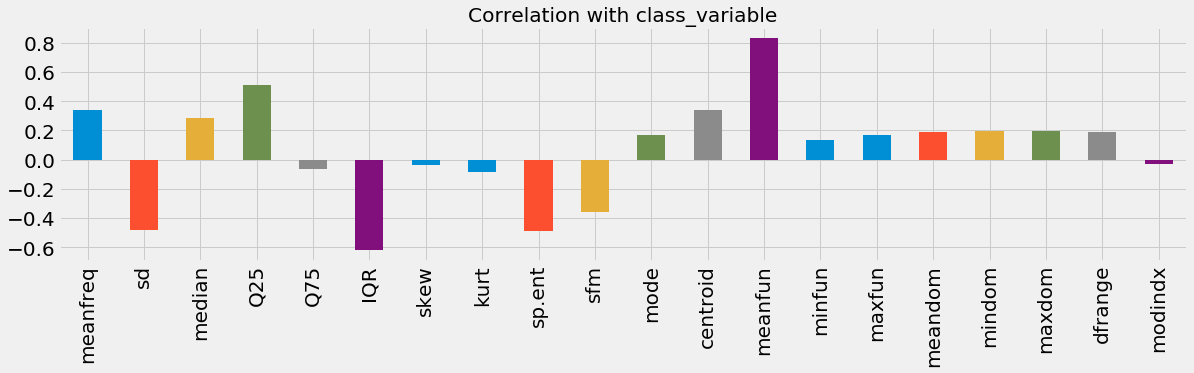 Correlation with class_variable
0.8
0.6
0.4
0.2
0.0
−0.2
−0.4
−0.6
meanfreq
sd
median
Q25
Q75
IQR
skew
kurt
sp.ent
sfm
mode
centroid
meanfun
minfun
maxfun
meandom
mindom
maxdom
dfrange
modindx